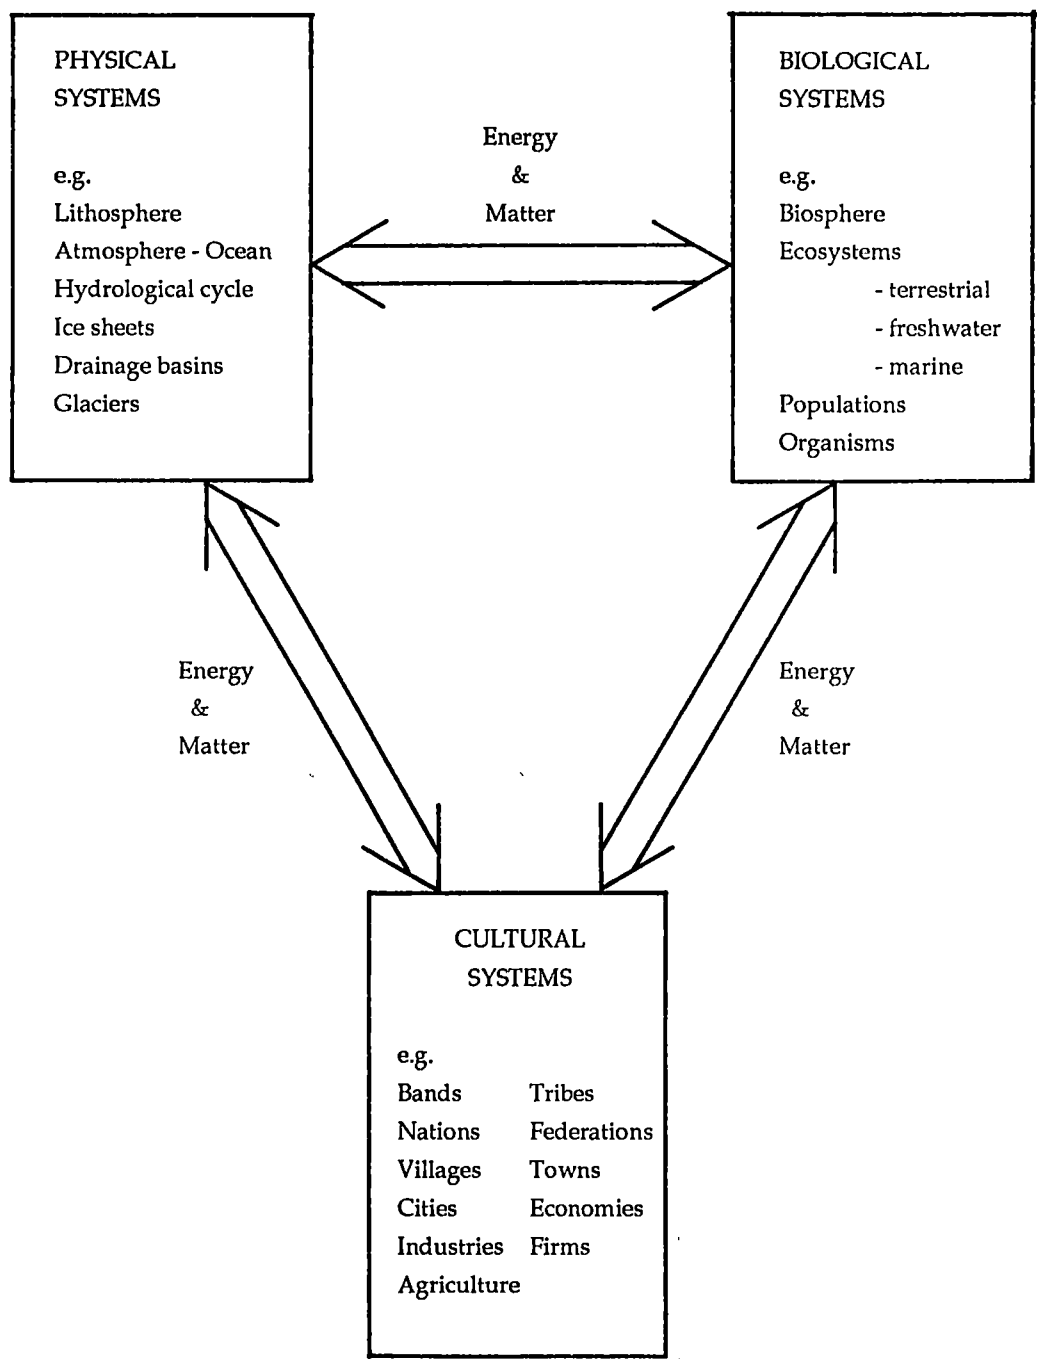 PHYSICAL
SYSTEMS
e.g.
Lithosphere
Atmosphere - Ocean
Hydrological cycle
Ice sheets
Drainage basins
Glaciers
Energy
&
Matter
BIOLOGICAL
SYSTEMS
e.g.
Biosphere
Ecosystems
- terrestrial
- freshwater
- marine
Populations
Organisms
Energy
&
Matter
Energy
&
Matter
CULTURAL
SYSTEMS
e.g.
Bands Tribes
Nations Federations
Villages Towns
Cities Economies
Industries Firms
Agriculture